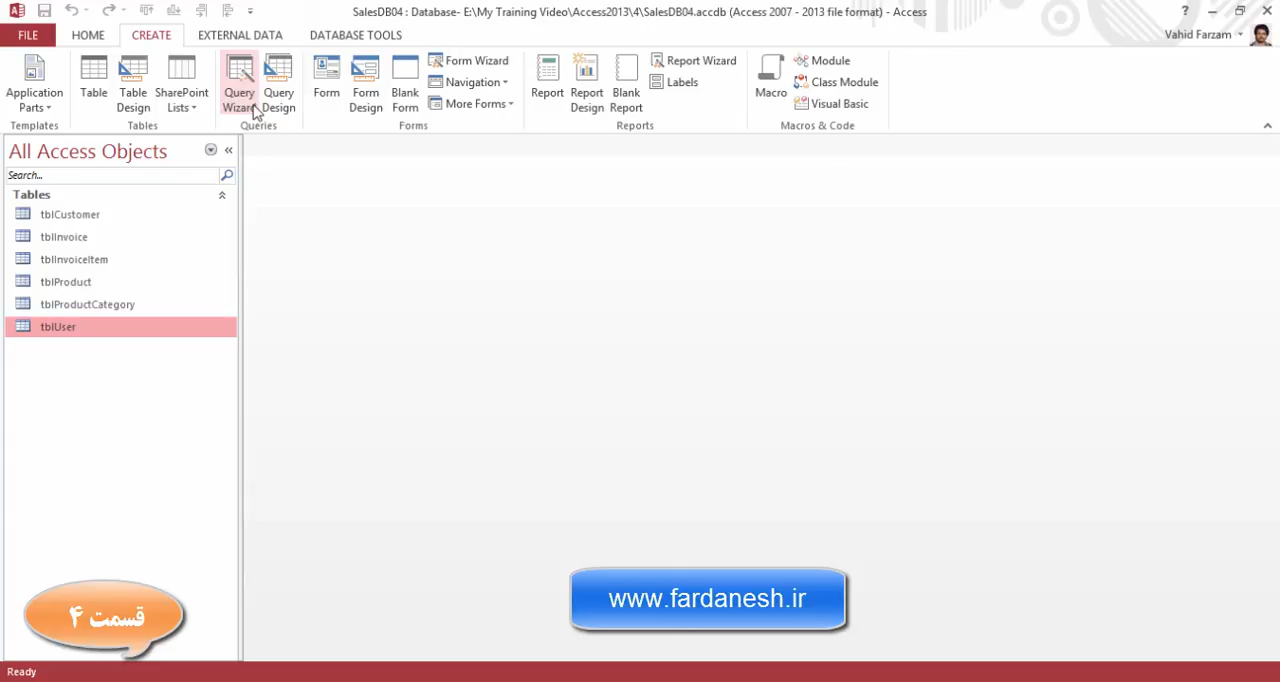 SalesDB04 : Database- E:\My Training Video\Access2013\4\SalesDB04.accdb (Access 2007 - 2013 file format) - Access
?
FILE
HOME
CREATE
EXTERNAL DATA
DATABASE TOOLS
Vahid Farzam
Application
Parts
Templates
Table
Table
Design
SharePoint
Lists
Tables
Query
Wizard
Query
Design
Queries
Form
Form
Design
Blank
Form
Form Wizard
Navigation
More Forms
Forms
Report
Report
Design
Blank
Report
Report Wizard
Labels
Reports
Macro
Module
Class Module
Visual Basic
Macros & Code
All Access Objects
Search...
Tables
tblCustomer
tblInvoice
tblInvoiceItem
tblProduct
tblProductCategory
tblUser
www.fardanesh.ir
قسمت ۴
Ready